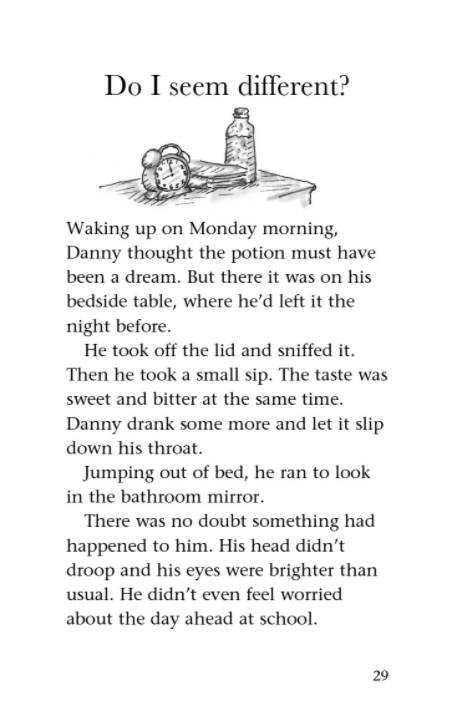 Do I seem different?
Waking up on Monday morning,
Danny thought the potion must have
been a dream. But there it was on his
bedside table, where he’d left it the
night before.
He took off the lid and sniffed it.
Then he took a small sip. The taste was
sweet and bitter at the same time.
Danny drank some more and let it slip
down his throat.
Jumping out of bed, he ran to look
in the bathroom mirror.
There was no doubt something had
happened to him. His head didn’t
droop and his eyes were brighter than
usual. He didn’t even feel worried
about the day ahead at school.
29